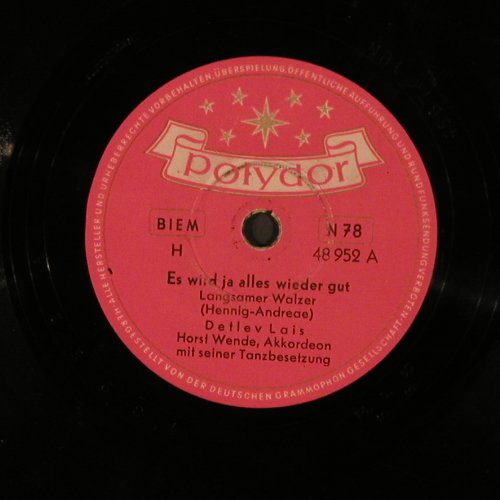 ALLE HERSTELLER UND URHEBERRECHTE VORBEHALTEN, ÜBERSPIELUNG, ÖFFENTLICHE AUFFÜHRUNG UND RUNDFUNKSENDUNG VERBOTEN
polydor
BIEM
N 78
H
48 952 A
Es wird ja alles wieder gut
Langsamer Walzer
(Hennig-Andreae)
Detlev Lais
Horst Wende, Akkordeon
mit seiner Tanzbesetzung
HERGESTELLT VON DER DEUTSCHEN GRAMMOPHON GESELLSCHAFT